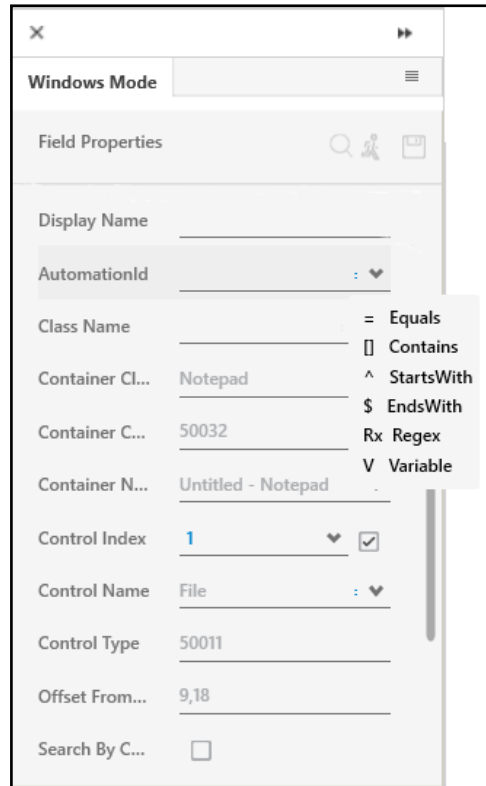 Windows Mode
Field Properties
Display Name
AutomationId
Class Name
= Equals
[] Contains
^ StartsWith
$ EndsWith
Rx Regex
V Variable
Container Cl... Notepad
Container C... 50032
Container N... Untitled - Notepad
Control Index 1
Control Name File
Control Type 50011
Offset From... 9,18
Search By C...